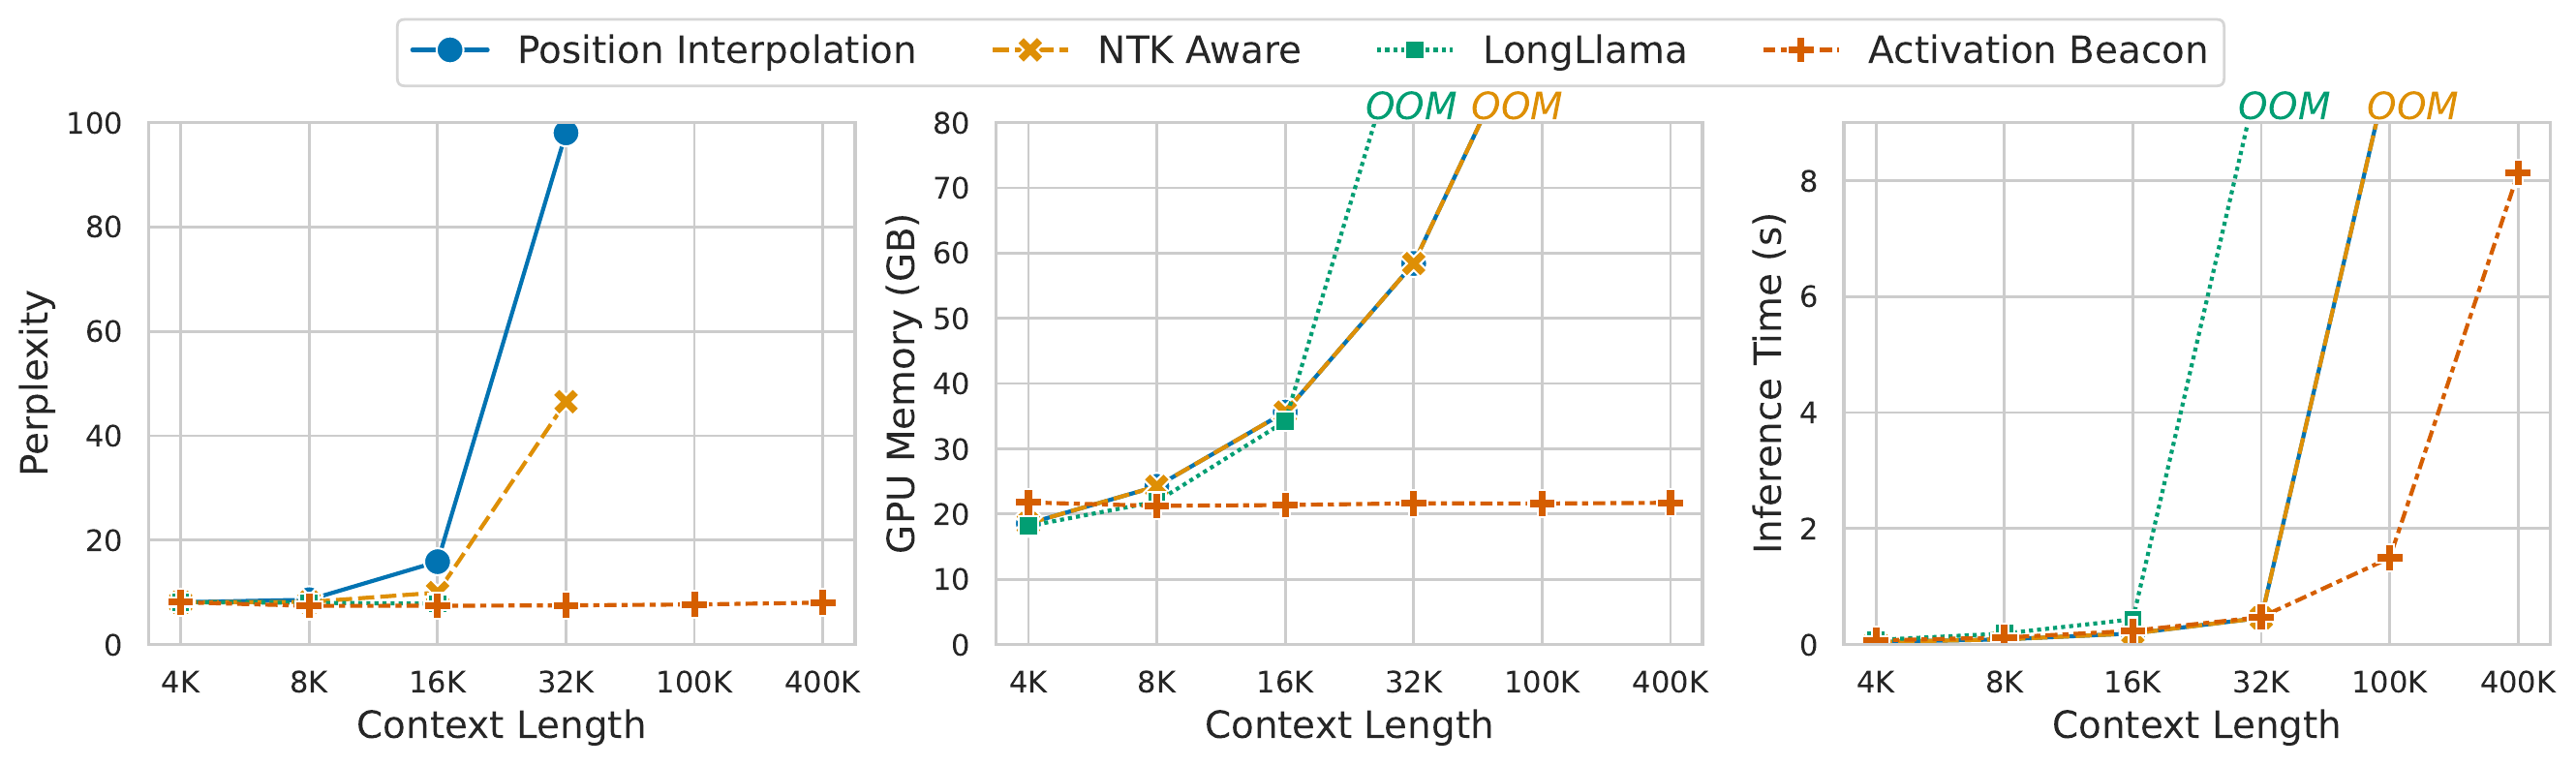 Position Interpolation NTK Aware LongLlama Activation Beacon
100
80
60
40
20
0
Perplexity
4K 8K 16K 32K 100K 400K
Context Length
OOM OOM
80
70
60
50
40
30
20
10
0
GPU Memory (GB)
4K 8K 16K 32K 100K 400K
Context Length
OOM OOM
8
6
4
2
0
Inference Time (s)
4K 8K 16K 32K 100K 400K
Context Length